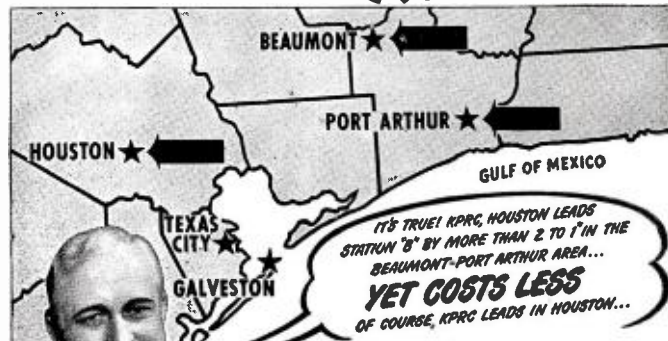 BEAUMONT
PORT ARTHUR
HOUSTON
GULF OF MEXICO
TEXAS
CITY
GALVESTON
IT'S TRUE! KPRC, HOUSTON LEADS
STATION "B" BY MORE THAN 2 TO 1* IN THE
BEAUMONT-PORT ARTHUR AREA...
YET COSTS LESS
OF COURSE, KPRC LEADS IN HOUSTON...